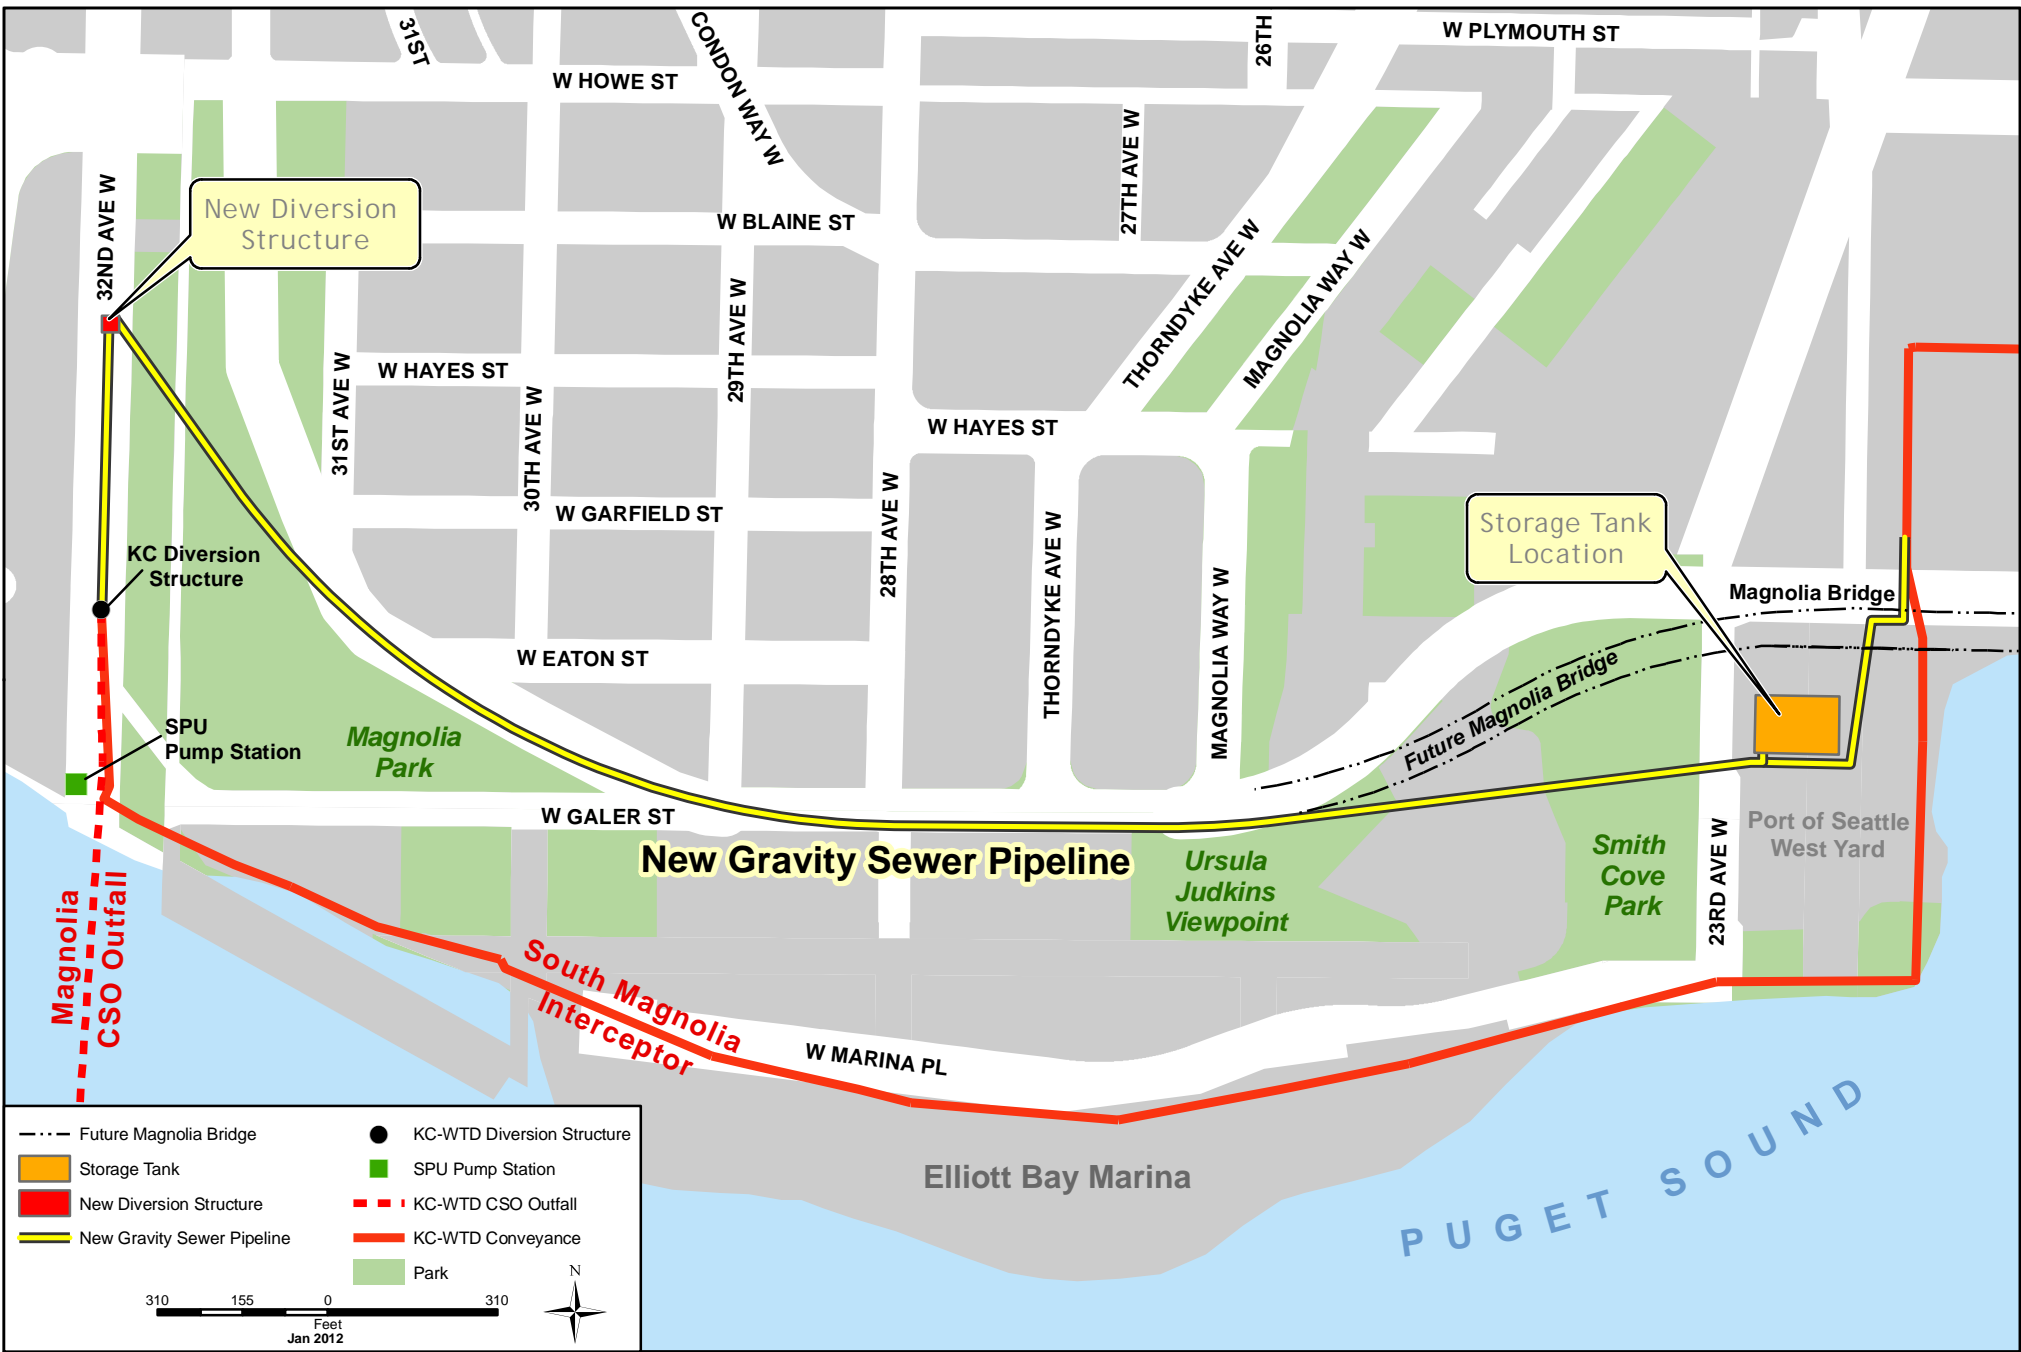 31ST
CONDON WAY W
26TH
W PLYMOUTH ST
W HOWE ST
27TH AVE W
32ND AVE W
New Diversion
Structure
W BLAINE ST
THORNDYKE AVE W
MAGNOLIA WAY W
29TH AVE W
31ST AVE W
W HAYES ST
30TH AVE W
W HAYES ST
28TH AVE W
W GARFIELD ST
THORNDYKE AVE W
MAGNOLIA WAY W
Storage Tank
Location
KC Diversion
Structure
Magnolia Bridge
W EATON ST
Future Magnolia Bridge
SPU
Pump Station
Magnolia
Park
W GALER ST
New Gravity Sewer Pipeline
Ursula
Judkins
Viewpoint
Smith
Cove
Park
23RD AVE W
Port of Seattle
West Yard
Magnolia
CSO Outfall
South Magnolia
Interceptor
W MARINA PL
Elliott Bay Marina
PUGET SOUND
Future Magnolia Bridge
Storage Tank
New Diversion Structure
New Gravity Sewer Pipeline
KC-WTD Diversion Structure
SPU Pump Station
KC-WTD CSO Outfall
KC-WTD Conveyance
Park
310 155 0 310
Feet
Jan 2012
N